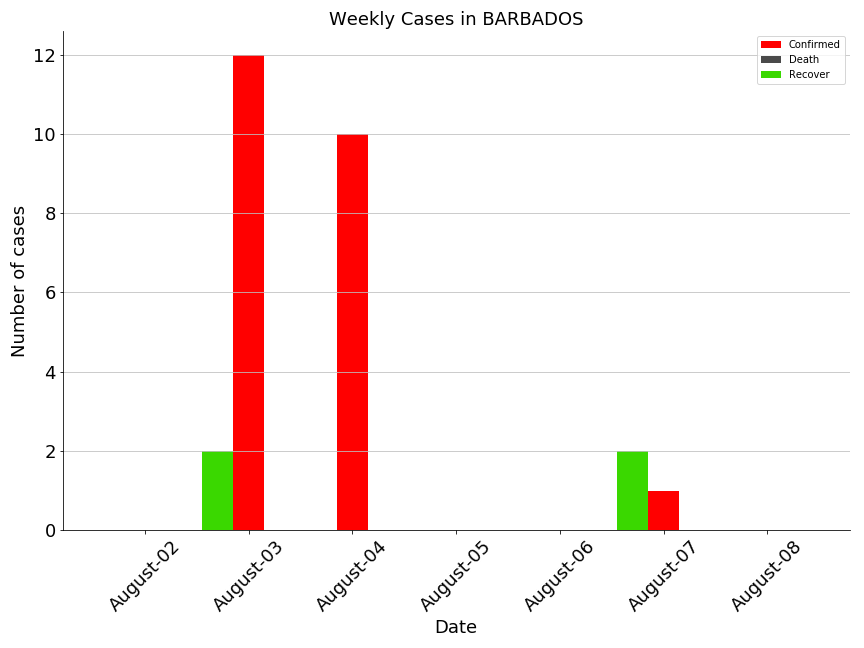 Weekly Cases in BARBADOS
Confirmed
Death
Recover
Number of cases
12
10
8
6
4
2
0
August-02
August-03
August-04
August-05
August-06
August-07
August-08
Date